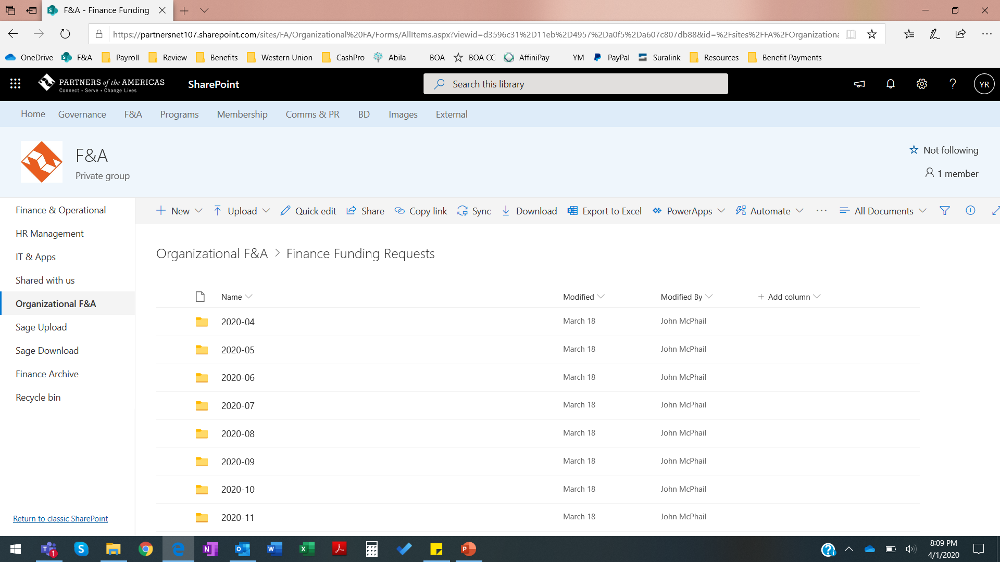 F&A - Finance Funding
https://partnersnet107.sharepoint.com/sites/FA/Organizational%20FA/Forms/AllItems.aspx?viewid=d3596c31%2D11eb%2D4957%2Da0f5%2Da607c807db88&id=%2Fsites%2FFA%2FOrganizationa
OneDrive F&A Payroll Review Benefits Western Union CashPro Abila BOA BOA CC AffiniPay YM PayPal Suralink Resources Benefit Payments
PARTNERS of the AMERICAS
Connect • Serve • Change Lives
SharePoint
Search this library
YR
Home Governance F&A Programs Membership Comms & PR BD Images External
F&A
Private group
Not following
1 member
Finance & Operational
HR Management
IT & Apps
Shared with us
Organizational F&A
Sage Upload
Sage Download
Finance Archive
Recycle bin
Return to classic SharePoint
New Upload Quick edit Share Copy link Sync Download Export to Excel PowerApps Automate All Documents
Organizational F&A > Finance Funding Requests
Name Modified Modified By + Add column
2020-04 March 18 John McPhail
2020-05 March 18 John McPhail
2020-06 March 18 John McPhail
2020-07 March 18 John McPhail
2020-08 March 18 John McPhail
2020-09 March 18 John McPhail
2020-10 March 18 John McPhail
2020-11 March 18 John McPhail
8:09 PM
4/1/2020